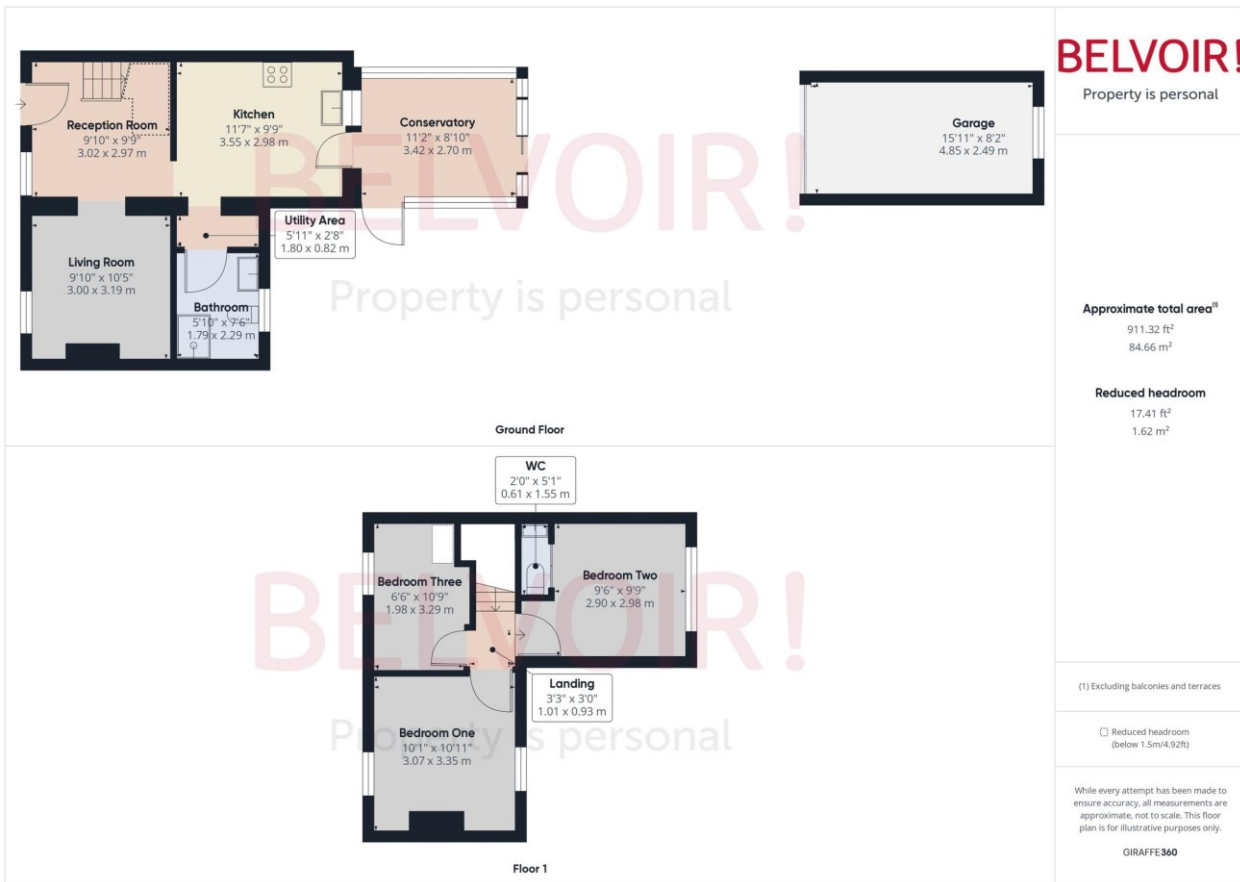 Reception Room
9'10" x 9'9"
3.02 x 2.97 m
Kitchen
11'7" x 9'9"
3.55 x 2.98 m
Conservatory
11'2" x 8'10"
3.42 x 2.70 m
Garage
15'11" x 8'2"
4.85 x 2.49 m
Utility Area
5'11" x 2'8"
1.80 x 0.82 m
Living Room
9'10" x 10'5"
3.00 x 3.19 m
Bathroom
5'10" x 7'6"
1.79 x 2.29 m
BELVOIR!
Property is personal
Ground Floor
WC
2'0" x 5'1"
0.61 x 1.55 m
Bedroom Three
6'6" x 10'9"
1.98 x 3.29 m
Bedroom Two
9'6" x 9'9"
2.90 x 2.98 m
Landing
3'3" x 3'0"
1.01 x 0.93 m
Bedroom One
10'1" x 10'11"
3.07 x 3.35 m
BELVOIR!
Property is personal
Floor 1
BELVOIR!
Property is personal
Approximate total area(1)
911.32 ft²
84.66 m²
Reduced headroom
17.41 ft²
1.62 m²
(1) Excluding balconies and terraces
Reduced headroom
(below 1.5m/4.92ft)
While every attempt has been made to
ensure accuracy, all measurements are
approximate, not to scale. This floor
plan is for illustrative purposes only.
GIRAFFE360